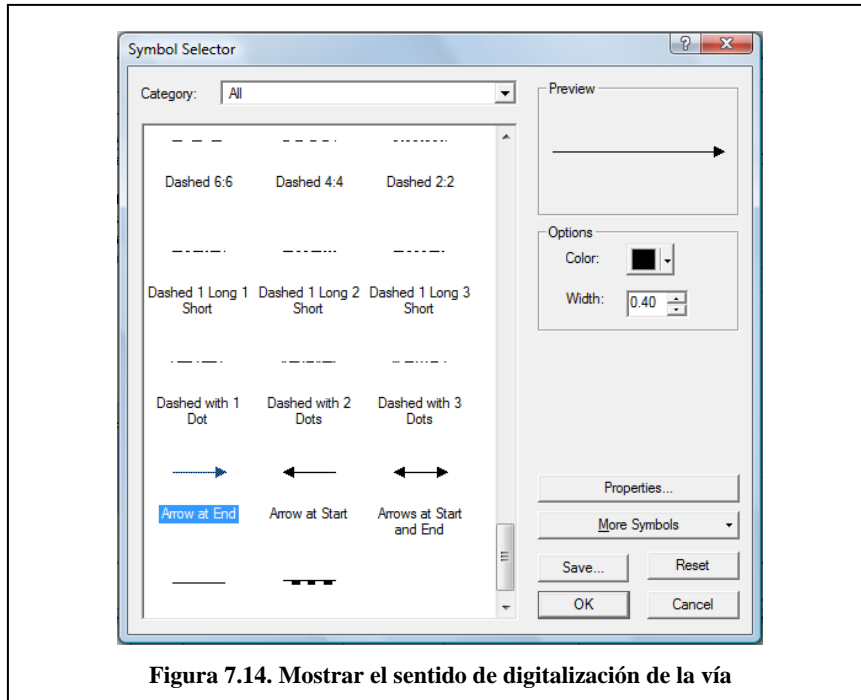 Symbol Selector
Category: All
Dashed 6:6 Dashed 4:4 Dashed 2:2
Dashed 1 Long 1 Short
Dashed 1 Long 2 Short
Dashed 1 Long 3 Short
Dashed with 1 Dot
Dashed with 2 Dots
Dashed with 3 Dots
Arrow at End
Arrow at Start
Arrows at Start and End
Preview
Options
Color:
Width: 0.40
Properties...
More Symbols
Save... Reset
OK Cancel
Figura 7.14. Mostrar el sentido de digitalización de la vía